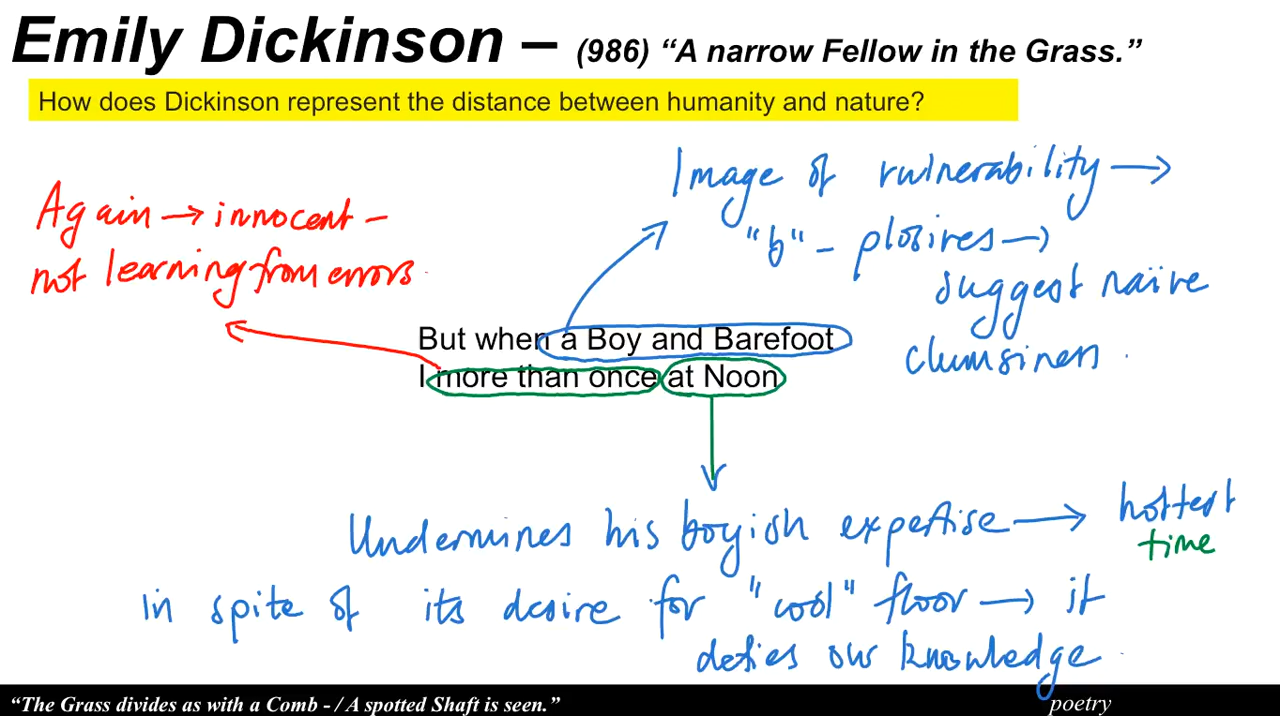 Emily Dickinson – (986) “A narrow Fellow in the Grass.”
How does Dickinson represent the distance between humanity and nature?
Image of vulnerability →
"b" - plosives →
suggest naïve
clumsiness.
Again → innocent -
not learning from errors.
But when a Boy and Barefoot
I more than once at Noon
Undermines his boyish expertise → hottest
time
in spite of its desire for "cool" floor → it
defies our knowledge.
“The Grass divides as with a Comb - / A spotted Shaft is seen.”
poetry